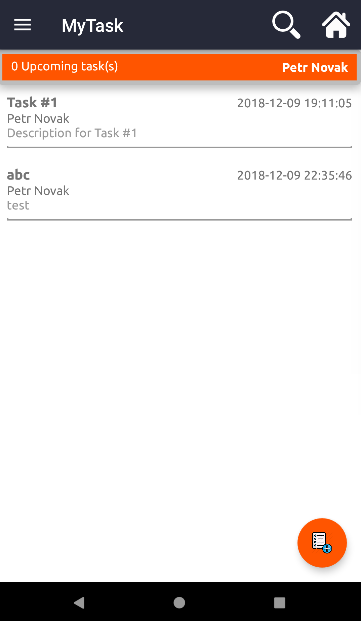 MyTask
0 Upcoming task(s) Petr Novak
Task #1 2018-12-09 19:11:05
Petr Novak
Description for Task #1
abc 2018-12-09 22:35:46
Petr Novak
test